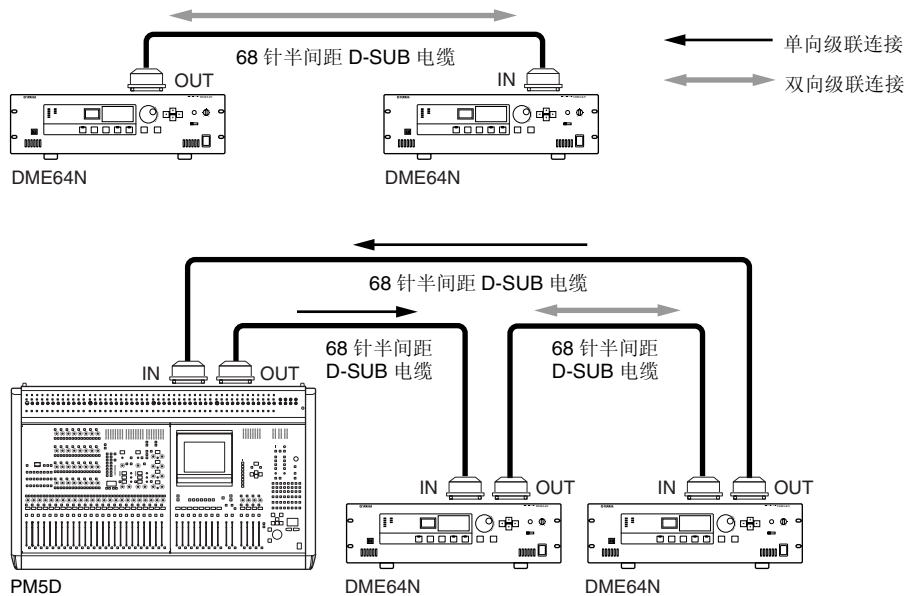 68 针半间距 D-SUB 电缆
单向级联连接
双向级联连接
OUT
IN
DME64N
DME64N
68 针半间距 D-SUB 电缆
68 针半间距
D-SUB 电缆
68 针半间距
D-SUB 电缆
IN
OUT
IN
OUT
IN
OUT
PM5D
DME64N
DME64N